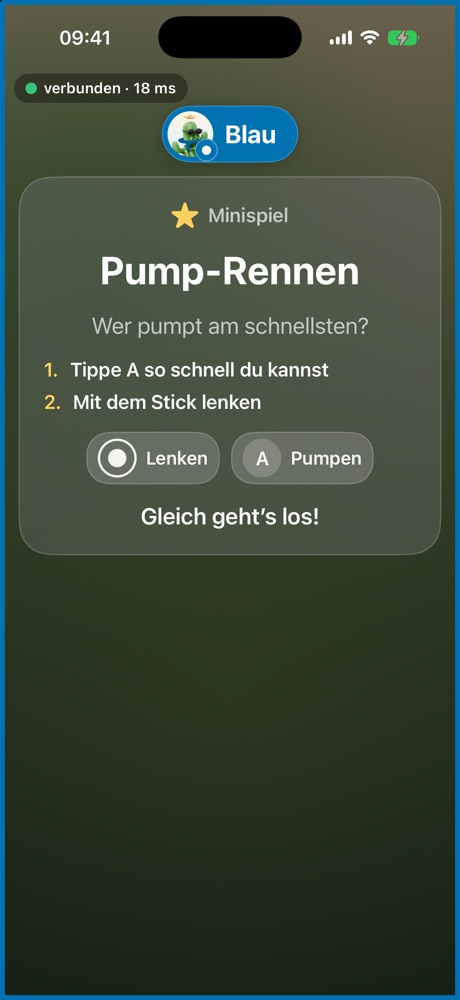 09:41
verbunden · 18 ms
Blau
Minispiel
Pump-Rennen
Wer pumpt am schnellsten?
1. Tippe A so schnell du kannst
2. Mit dem Stick lenken
Lenken A Pumpen
Gleich geht’s los!